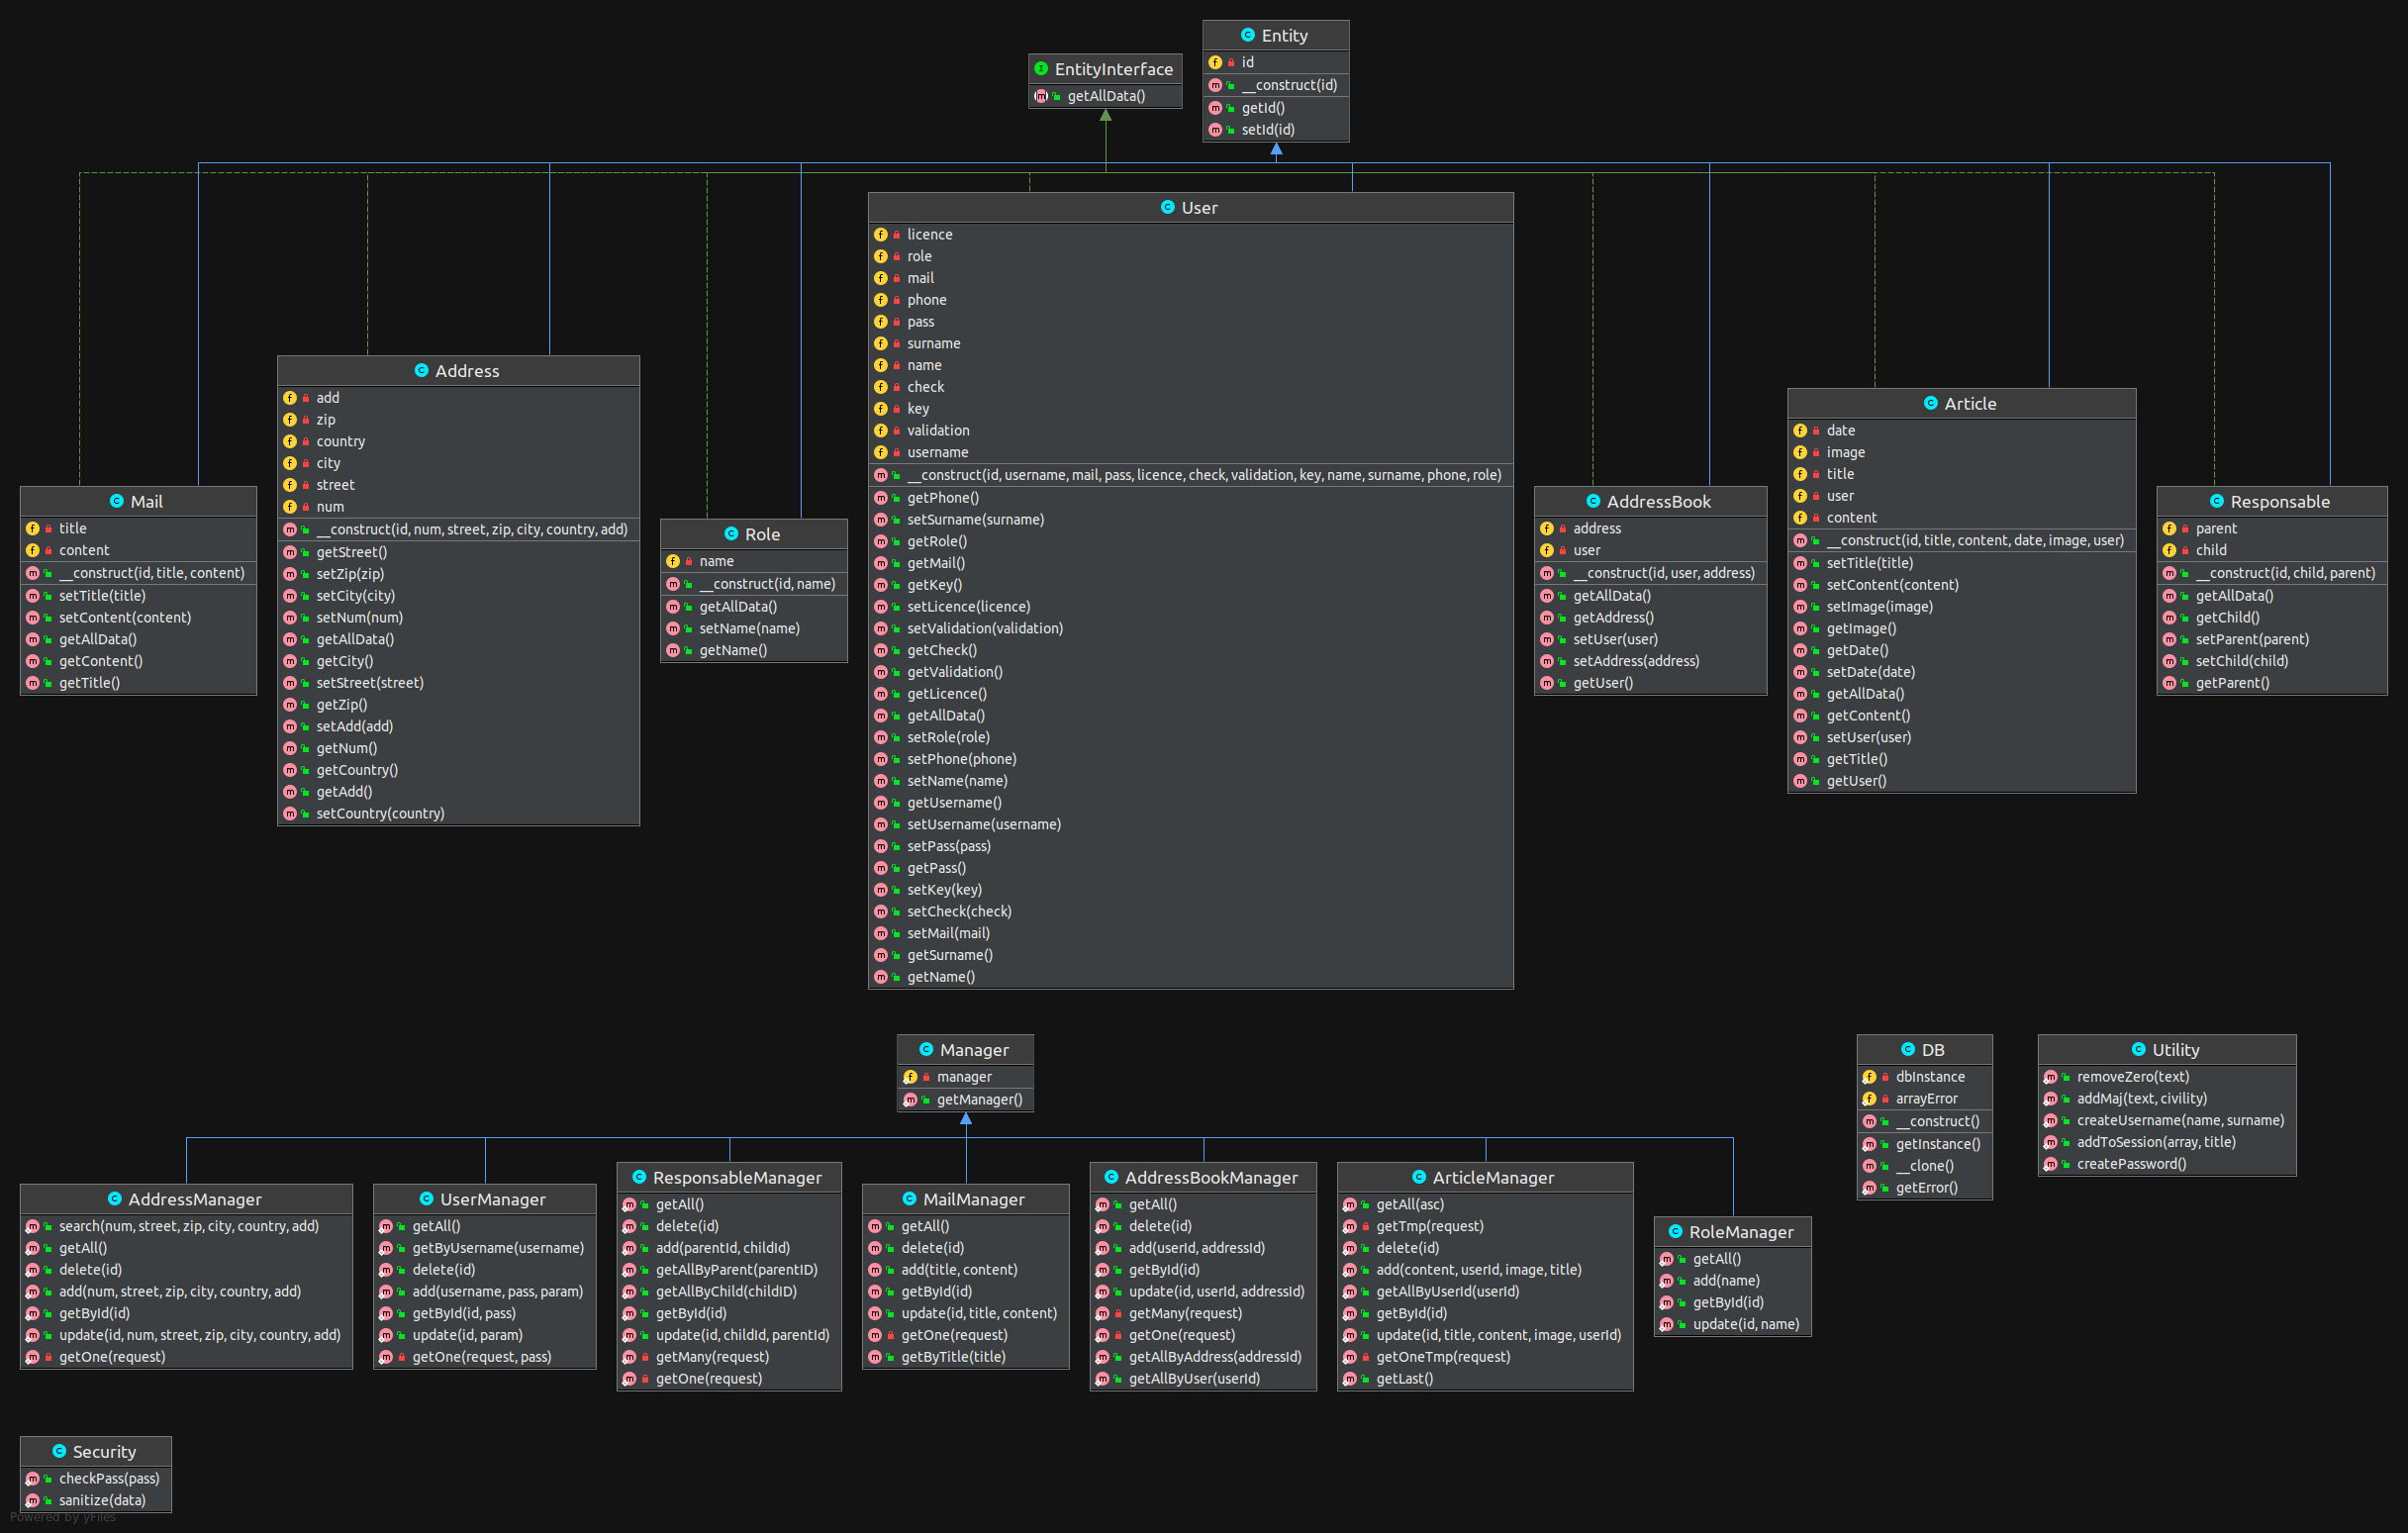 Entity
id
__construct(id)
getId()
setId(id)
EntityInterface
getAllData()
User
licence
role
mail
phone
pass
surname
name
check
key
validation
username
__construct(id, username, mail, pass, licence, check, validation, key, name, surname, phone, role)
getPhone()
setSurname(surname)
getRole()
getMail()
getKey()
setLicence(licence)
setValidation(validation)
getCheck()
getValidation()
getLicence()
getAllData()
setRole(role)
setPhone(phone)
setName(name)
getUsername()
setUsername(username)
setPass(pass)
getPass()
setKey(key)
setCheck(check)
setMail(mail)
getSurname()
getName()
Address
add
zip
country
city
street
num
__construct(id, num, street, zip, city, country, add)
getStreet()
setZip(zip)
setCity(city)
setNum(num)
getAllData()
getCity()
setStreet(street)
getZip()
setAdd(add)
getNum()
getCountry()
getAdd()
setCountry(country)
Article
date
image
title
user
content
__construct(id, title, content, date, image, user)
setTitle(title)
setContent(content)
setImage(image)
getImage()
getDate()
setDate(date)
getAllData()
getContent()
setUser(user)
getTitle()
getUser()
Mail
title
content
__construct(id, title, content)
setTitle(title)
setContent(content)
getAllData()
getContent()
getTitle()
Role
name
__construct(id, name)
getAllData()
setName(name)
getName()
AddressBook
address
user
__construct(id, user, address)
getAllData()
getAddress()
setUser(user)
setAddress(address)
getUser()
Responsable
parent
child
__construct(id, child, parent)
getAllData()
getChild()
setParent(parent)
setChild(child)
getParent()
Manager
manager
getManager()
DB
dbInstance
arrayError
__construct()
getInstance()
__clone()
getError()
Utility
removeZero(text)
addMaj(text, civility)
createUsername(name, surname)
addToSession(array, title)
createPassword()
AddressManager
search(num, street, zip, city, country, add)
getAll()
delete(id)
add(num, street, zip, city, country, add)
getById(id)
update(id, num, street, zip, city, country, add)
getOne(request)
UserManager
getAll()
getByUsername(username)
delete(id)
add(username, pass, param)
getById(id, pass)
update(id, param)
getOne(request, pass)
ResponsableManager
getAll()
delete(id)
add(parentId, childId)
getAllByParent(parentID)
getAllByChild(childID)
getById(id)
update(id, childId, parentId)
getMany(request)
getOne(request)
MailManager
getAll()
delete(id)
add(title, content)
getById(id)
update(id, title, content)
getOne(request)
getByTitle(title)
AddressBookManager
getAll()
delete(id)
add(userId, addressId)
getById(id)
update(id, userId, addressId)
getMany(request)
getOne(request)
getAllByAddress(addressId)
getAllByUser(userId)
ArticleManager
getAll(asc)
getTmp(request)
delete(id)
add(content, userId, image, title)
getAllByUserId(userId)
getById(id)
update(id, title, content, image, userId)
getOneTmp(request)
getLast()
RoleManager
getAll()
add(name)
getById(id)
update(id, name)
Security
checkPass(pass)
sanitize(data)
Powered by yFiles